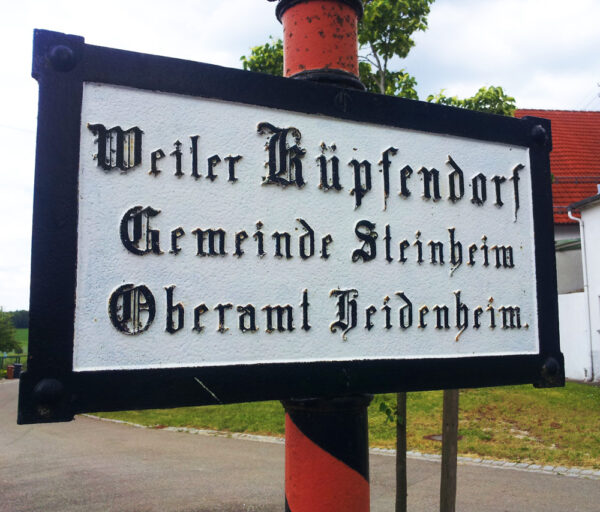 Weiler Küpfendorf
Gemeinde Steinheim
Oberamt Heidenheim.